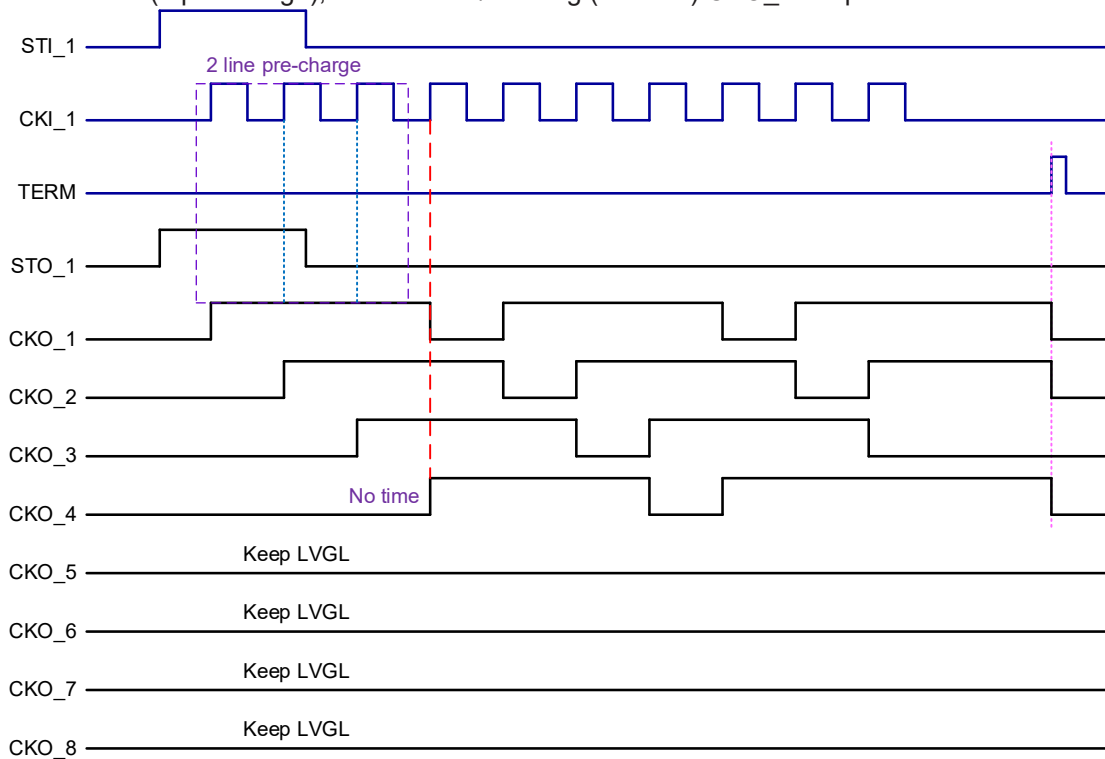 STI_1
2 line pre-charge
CKI_1
TERM
STO_1
CKO_1
CKO_2
CKO_3
No time
CKO_4
Keep LVGL
CKO_5
Keep LVGL
CKO_6
Keep LVGL
CKO_7
Keep LVGL
CKO_8